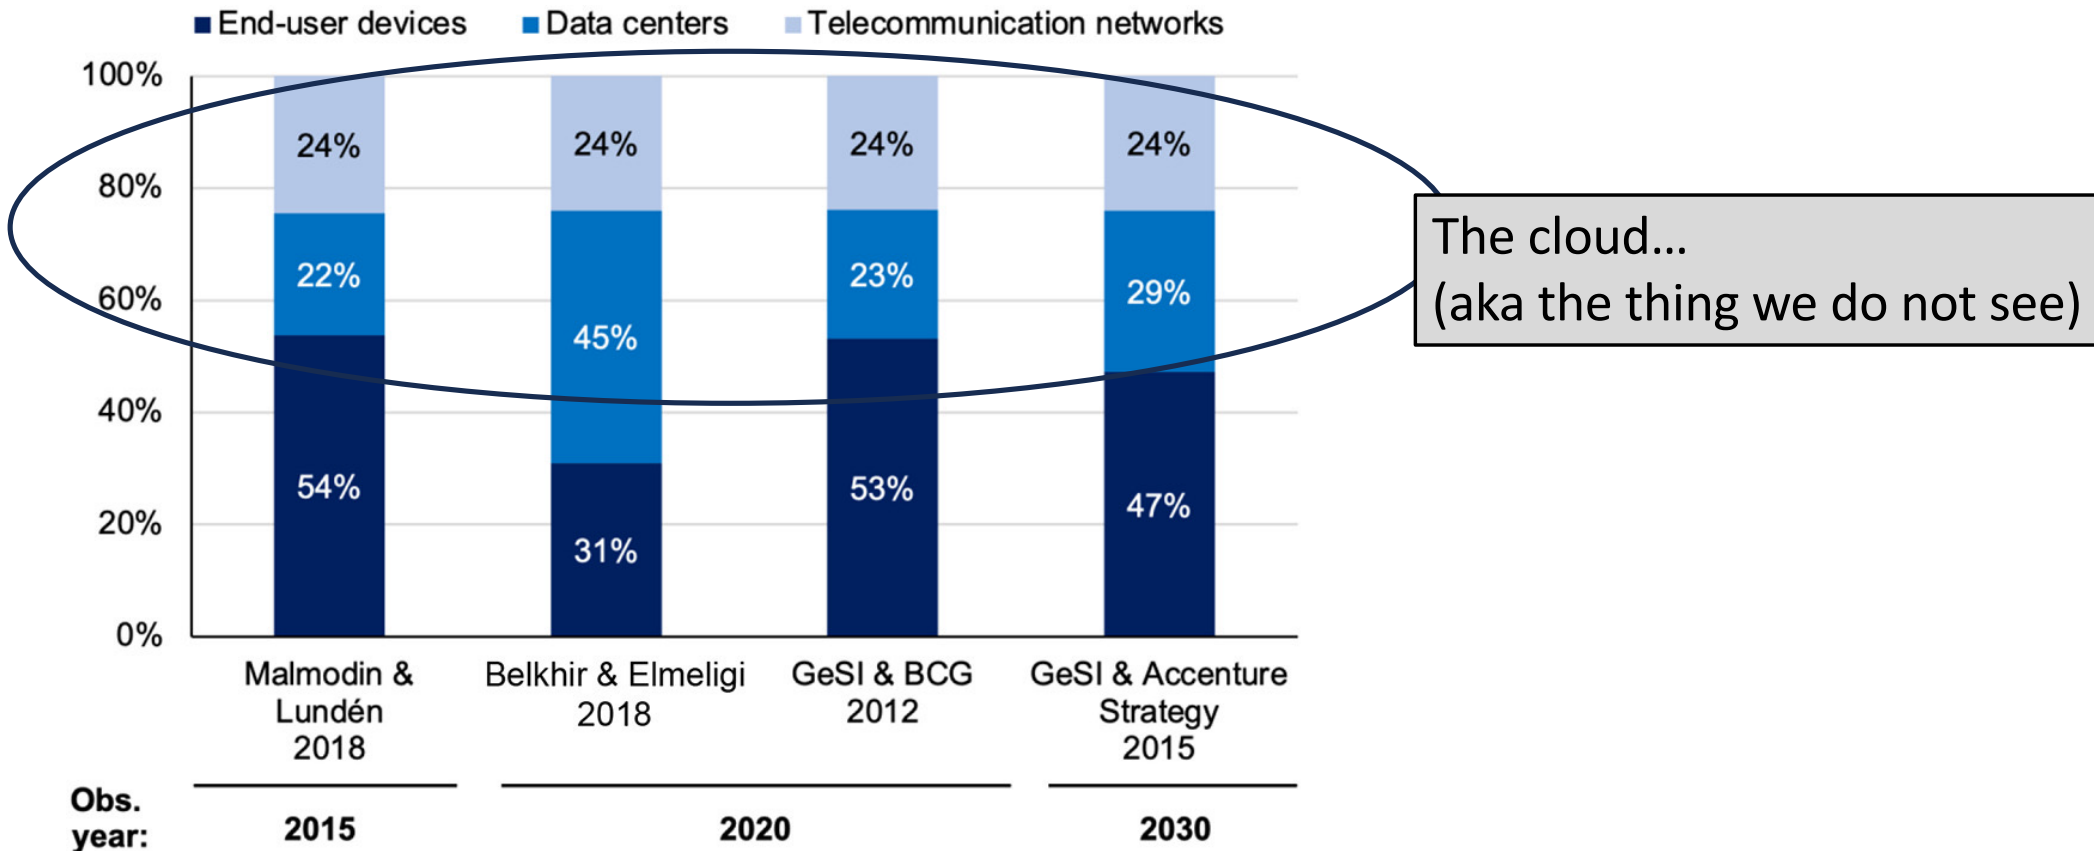 End-user devices Data centers Telecommunication networks
100%
80%
60%
40%
20%
0%
24% 24% 24% 24%
22% 45% 23% 29%
54% 31% 53% 47%
The cloud…
(aka the thing we do not see)
Malmodin &
Lundén
2018
Belkhir & Elmeligi
2018
GeSI & BCG
2012
GeSI & Accenture
Strategy
2015
Obs.
year:
2015 2020 2030